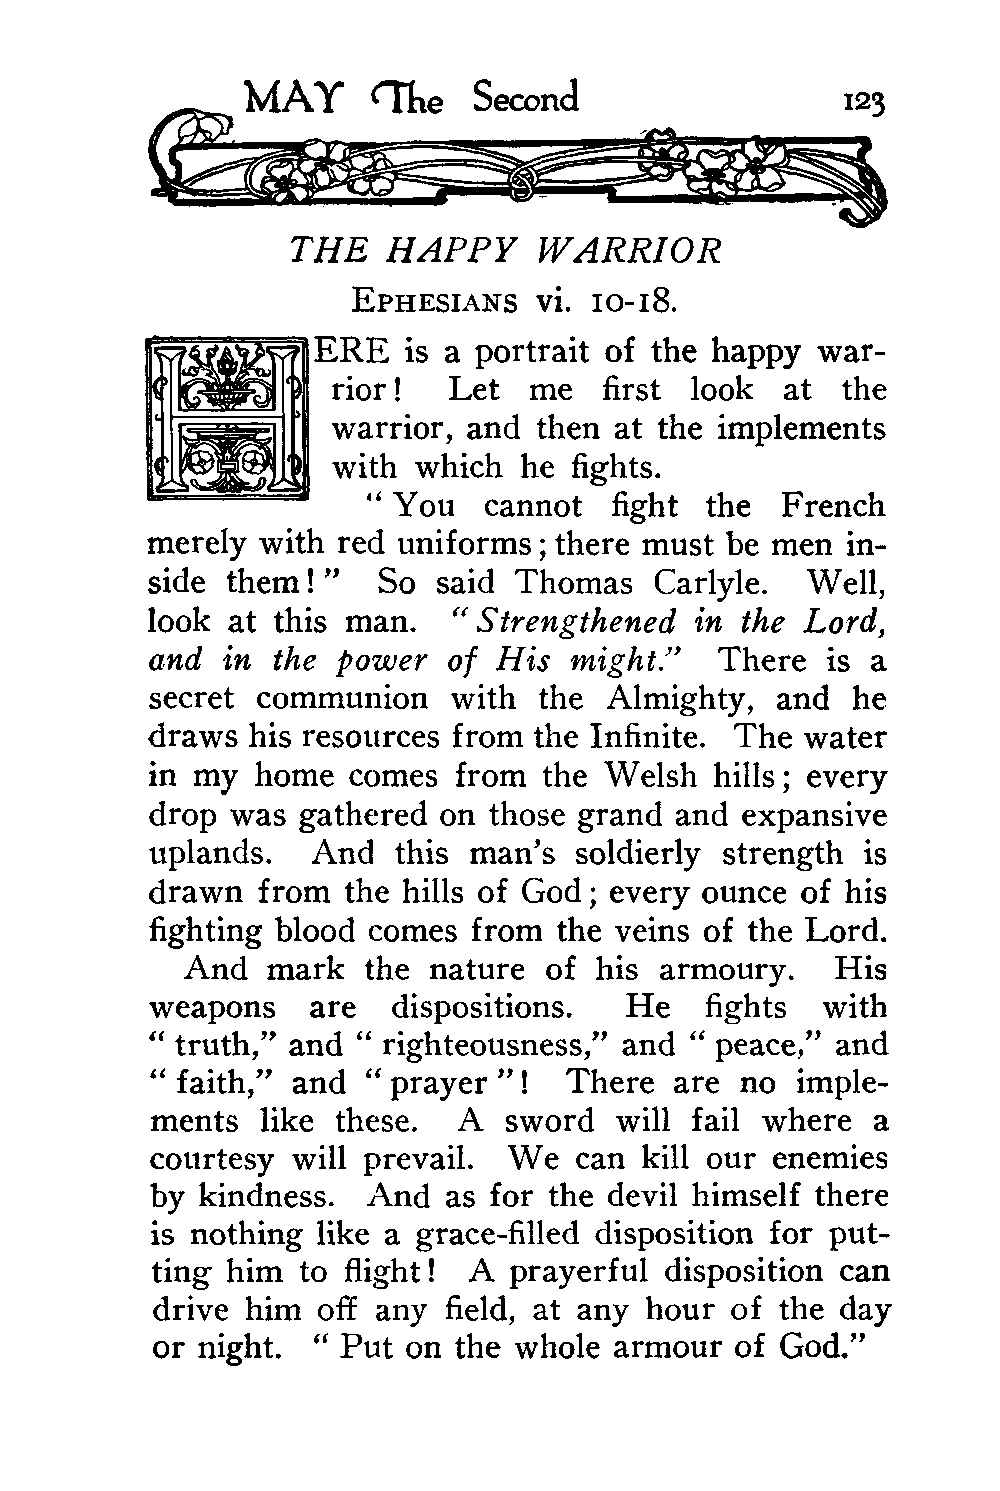 MAY The Second 123
THE HAPPY WARRIOR
EPHESIANS vi. 10-18.
HERE is a portrait of the happy war-
rior! Let me first look at the
warrior, and then at the implements
with which he fights.
“ You cannot fight the French
merely with red uniforms; there must be men in-
side them!” So said Thomas Carlyle. Well,
look at this man. “Strengthened in the Lord,
and in the power of His might.” There is a
secret communion with the Almighty, and he
draws his resources from the Infinite. The water
in my home comes from the Welsh hills; every
drop was gathered on those grand and expansive
uplands. And this man’s soldierly strength is
drawn from the hills of God; every ounce of his
fighting blood comes from the veins of the Lord.
And mark the nature of his armoury. His
weapons are dispositions. He fights with
“ truth,” and “ righteousness,” and “ peace,” and
“ faith,” and “ prayer ”! There are no imple-
ments like these. A sword will fail where a
courtesy will prevail. We can kill our enemies
by kindness. And as for the devil himself there
is nothing like a grace-filled disposition for put-
ting him to flight! A prayerful disposition can
drive him off any field, at any hour of the day
or night. “ Put on the whole armour of God.”